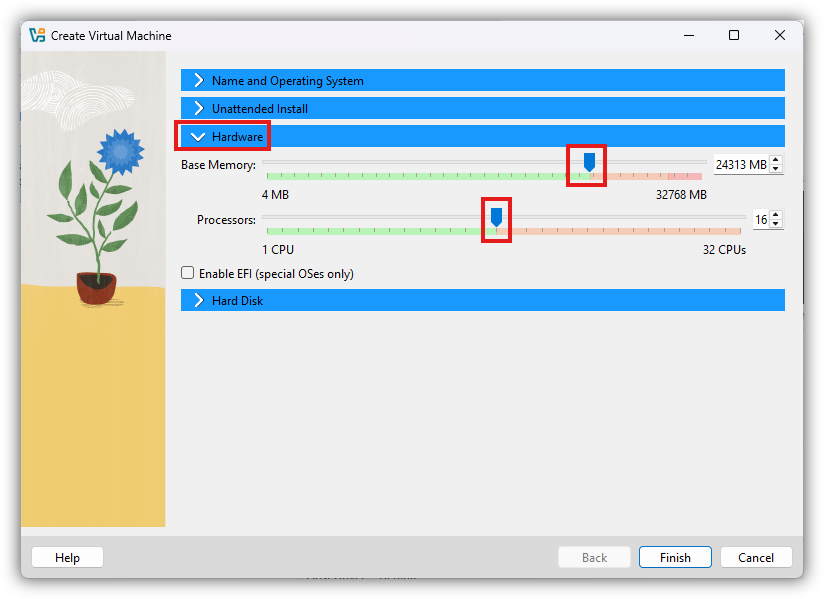 Create Virtual Machine
Name and Operating System
Unattended Install
Hardware
Base Memory: 24313 MB
4 MB 32768 MB
Processors: 16
1 CPU 32 CPUs
Enable EFI (special OSes only)
Hard Disk
Help Back Finish Cancel